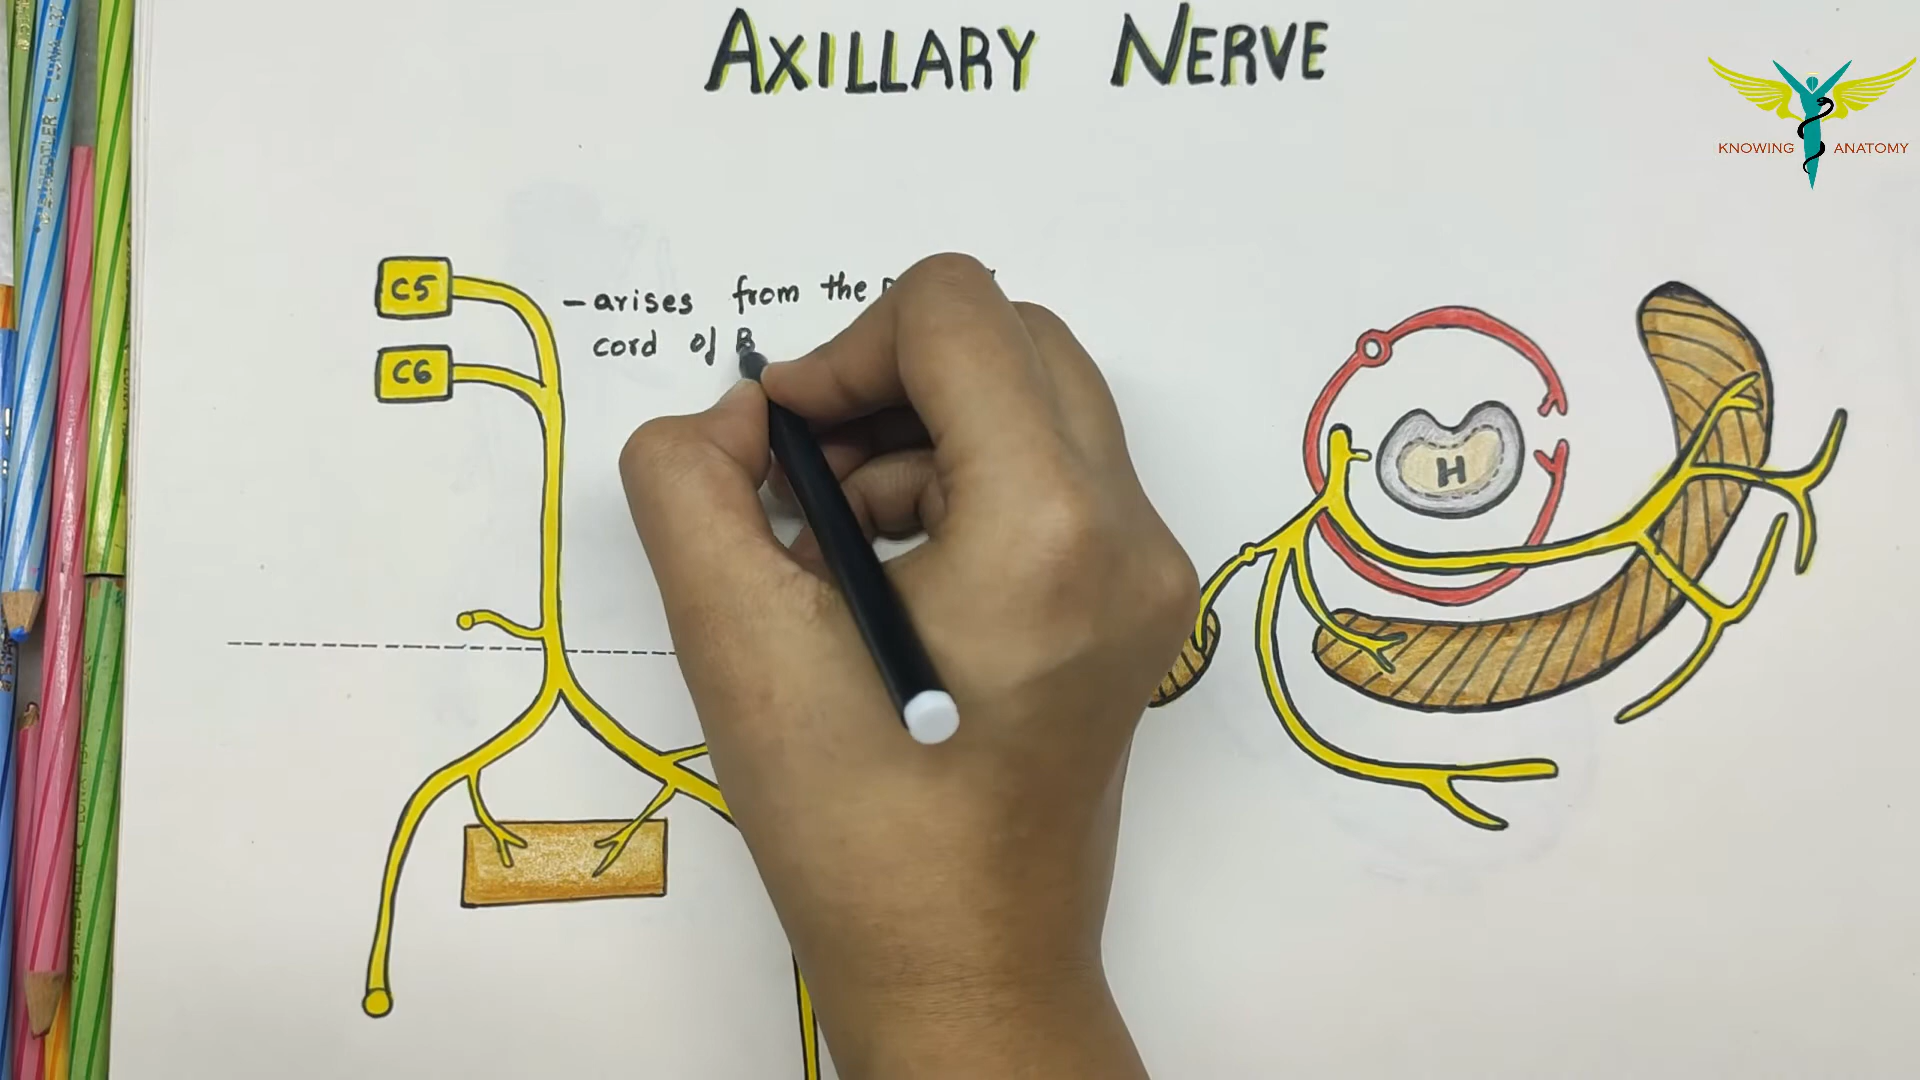 AXILLARY NERVE
KNOWING ANATOMY
C5
- arises from the
cord of B
C6
H